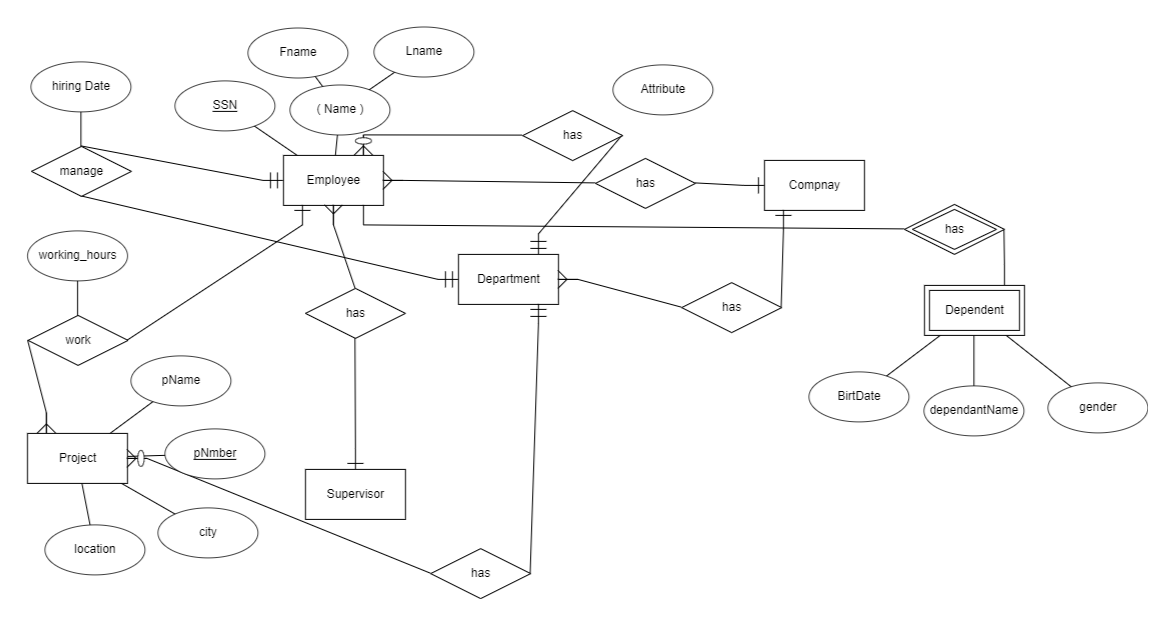 Fname
Lname
hiring Date
Attribute
SSN
( Name )
has
manage
Employee
has
Compnay
has
working_hours
Department
has
has
Dependent
work
pName
BirtDate
dependantName
gender
Project
pNmber
Supervisor
city
location
has